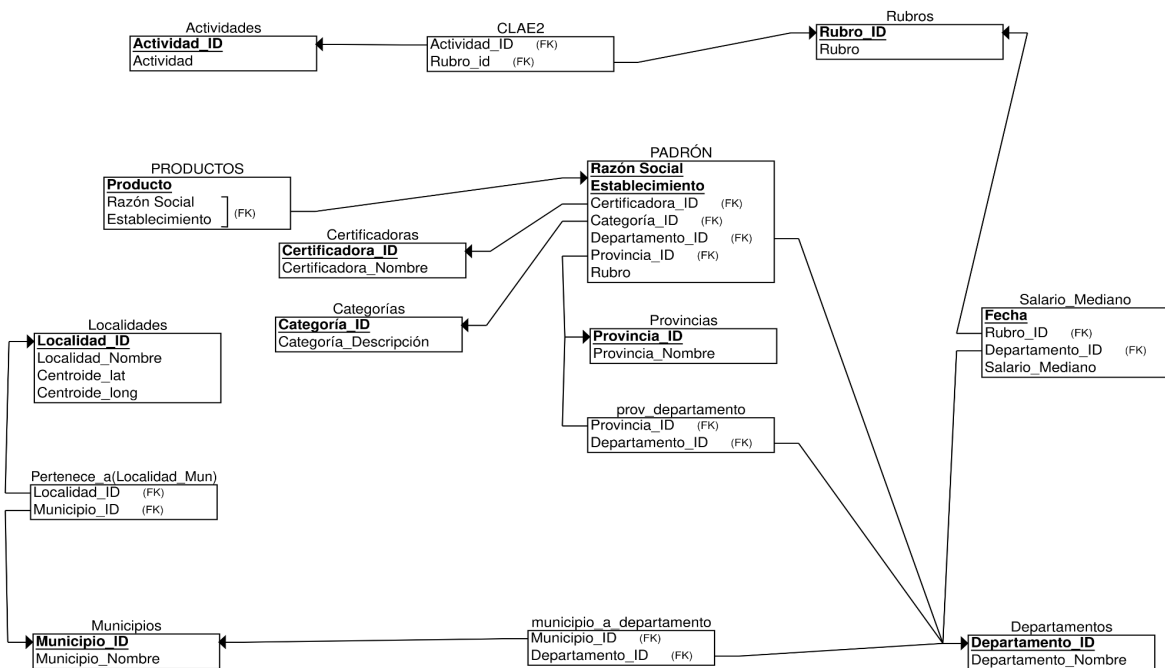 Actividades
Actividad_ID
Actividad
CLAE2
Actividad_ID (FK)
Rubro_id (FK)
Rubros
Rubro_ID
Rubro
PRODUCTOS
Producto
Razón Social
Establecimiento (FK)
PADRÓN
Razón Social
Establecimiento
Certificadora_ID (FK)
Categoría_ID (FK)
Departamento_ID (FK)
Provincia_ID (FK)
Rubro
Certificadoras
Certificadora_ID
Certificadora_Nombre
Categorías
Categoría_ID
Categoría_Descripción
Provincias
Provincia_ID
Provincia_Nombre
Salario_Mediano
Fecha
Rubro_ID (FK)
Departamento_ID (FK)
Salario_Mediano
Localidades
Localidad_ID
Localidad_Nombre
Centroide_lat
Centroide_long
prov_departamento
Provincia_ID (FK)
Departamento_ID (FK)
Pertenece_a(Localidad_Mun)
Localidad_ID (FK)
Municipio_ID (FK)
Municipios
Municipio_ID
Municipio_Nombre
municipio_a_departamento
Municipio_ID (FK)
Departamento_ID (FK)
Departamentos
Departamento_ID
Departamento_Nombre